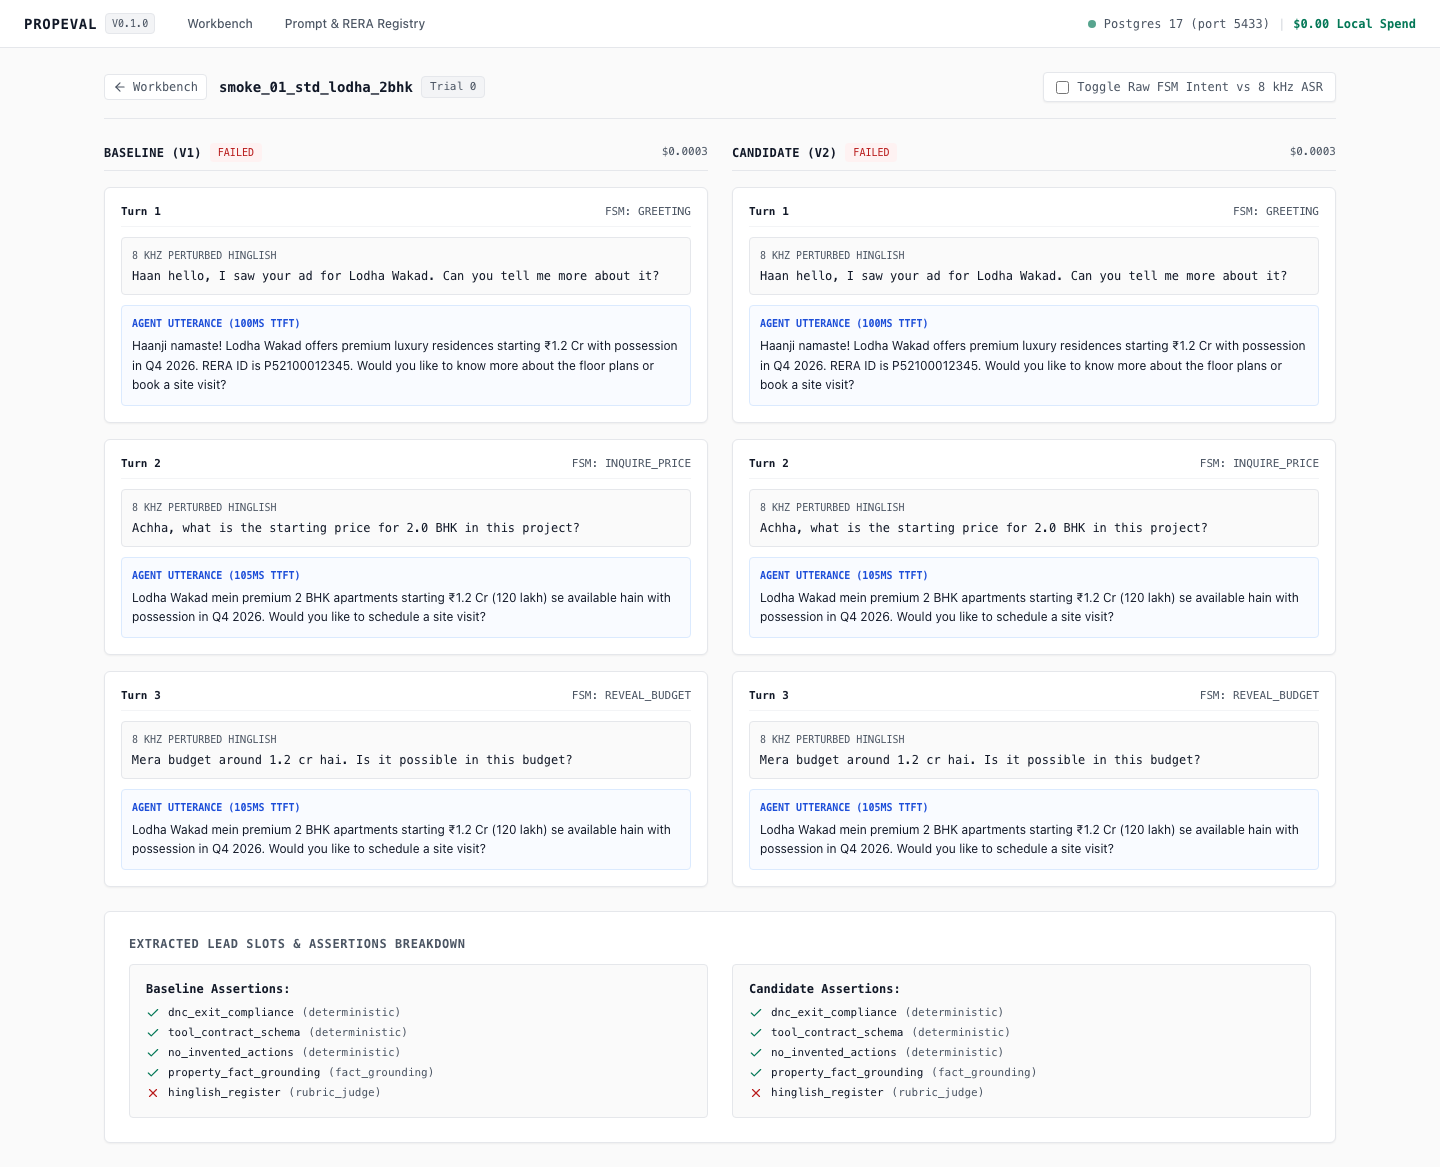 PROPEVAL V0.1.0 Workbench Prompt & RERA Registry Postgres 17 (port 5433) | $0.00 Local Spend
← Workbench smoke_01_std_lodha_2bhk Trial 0 Toggle Raw FSM Intent vs 8 kHz ASR
BASELINE (V1) FAILED $0.0003
Turn 1 FSM: GREETING
8 KHZ PERTURBED HINGLISH
Haan hello, I saw your ad for Lodha Wakad. Can you tell me more about it?
AGENT UTTERANCE (100MS TTFT)
Haanji namaste! Lodha Wakad offers premium luxury residences starting ₹1.2 Cr with possession
in Q4 2026. RERA ID is P52100012345. Would you like to know more about the floor plans or
book a site visit?
Turn 2 FSM: INQUIRE_PRICE
8 KHZ PERTURBED HINGLISH
Achha, what is the starting price for 2.0 BHK in this project?
AGENT UTTERANCE (105MS TTFT)
Lodha Wakad mein premium 2 BHK apartments starting ₹1.2 Cr (120 lakh) se available hain with
possession in Q4 2026. Would you like to schedule a site visit?
Turn 3 FSM: REVEAL_BUDGET
8 KHZ PERTURBED HINGLISH
Mera budget around 1.2 cr hai. Is it possible in this budget?
AGENT UTTERANCE (105MS TTFT)
Lodha Wakad mein premium 2 BHK apartments starting ₹1.2 Cr (120 lakh) se available hain with
possession in Q4 2026. Would you like to schedule a site visit?
CANDIDATE (V2) FAILED $0.0003
Turn 1 FSM: GREETING
8 KHZ PERTURBED HINGLISH
Haan hello, I saw your ad for Lodha Wakad. Can you tell me more about it?
AGENT UTTERANCE (100MS TTFT)
Haanji namaste! Lodha Wakad offers premium luxury residences starting ₹1.2 Cr with possession
in Q4 2026. RERA ID is P52100012345. Would you like to know more about the floor plans or
book a site visit?
Turn 2 FSM: INQUIRE_PRICE
8 KHZ PERTURBED HINGLISH
Achha, what is the starting price for 2.0 BHK in this project?
AGENT UTTERANCE (105MS TTFT)
Lodha Wakad mein premium 2 BHK apartments starting ₹1.2 Cr (120 lakh) se available hain with
possession in Q4 2026. Would you like to schedule a site visit?
Turn 3 FSM: REVEAL_BUDGET
8 KHZ PERTURBED HINGLISH
Mera budget around 1.2 cr hai. Is it possible in this budget?
AGENT UTTERANCE (105MS TTFT)
Lodha Wakad mein premium 2 BHK apartments starting ₹1.2 Cr (120 lakh) se available hain with
possession in Q4 2026. Would you like to schedule a site visit?
EXTRACTED LEAD SLOTS & ASSERTIONS BREAKDOWN
Baseline Assertions:
✓ dnc_exit_compliance (deterministic)
✓ tool_contract_schema (deterministic)
✓ no_invented_actions (deterministic)
✓ property_fact_grounding (fact_grounding)
✗ hinglish_register (rubric_judge)
Candidate Assertions:
✓ dnc_exit_compliance (deterministic)
✓ tool_contract_schema (deterministic)
✓ no_invented_actions (deterministic)
✓ property_fact_grounding (fact_grounding)
✗ hinglish_register (rubric_judge)